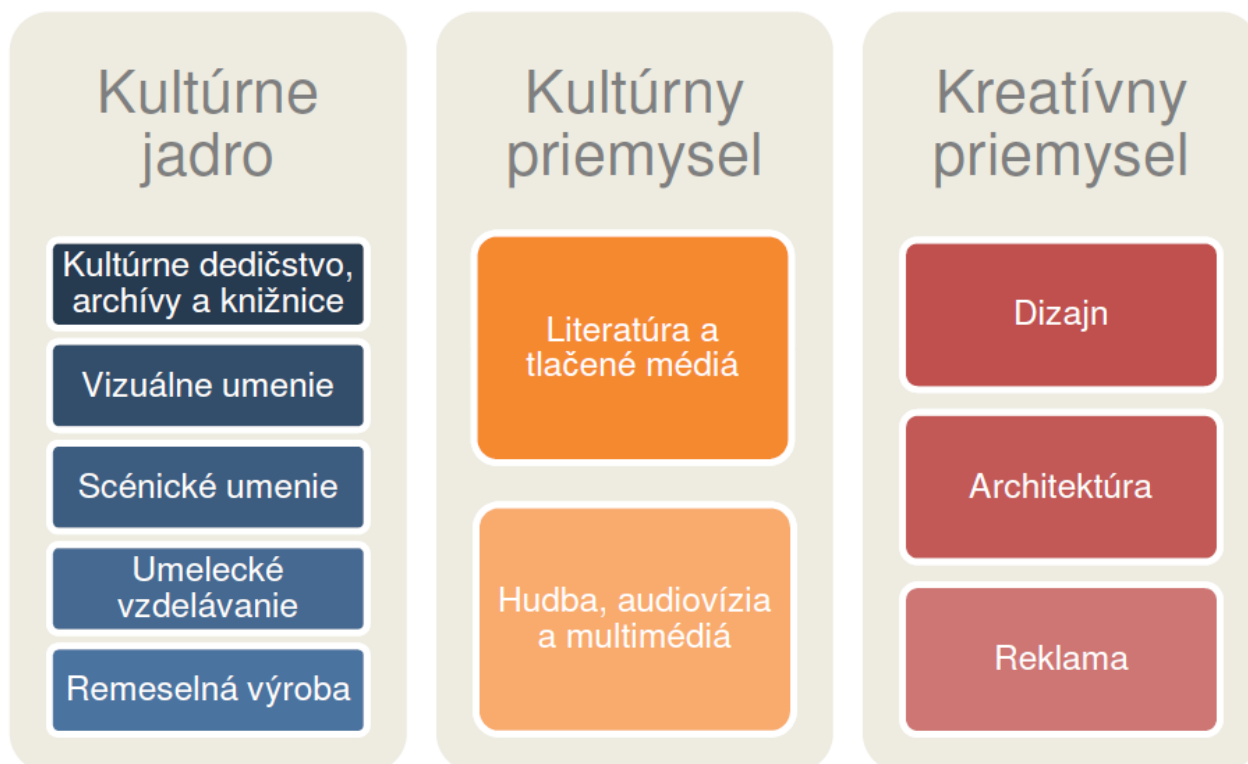 Kultúrne
jadro
Kultúrne dedičstvo,
archívy a knižnice
Vizuálne umenie
Scénické umenie
Umelecké
vzdelávanie
Remeselná výroba
Kultúrny
priemysel
Literatúra a
tlačené médiá
Hudba, audiovízia
a multimédiá
Kreatívny
priemysel
Dizajn
Architektúra
Reklama